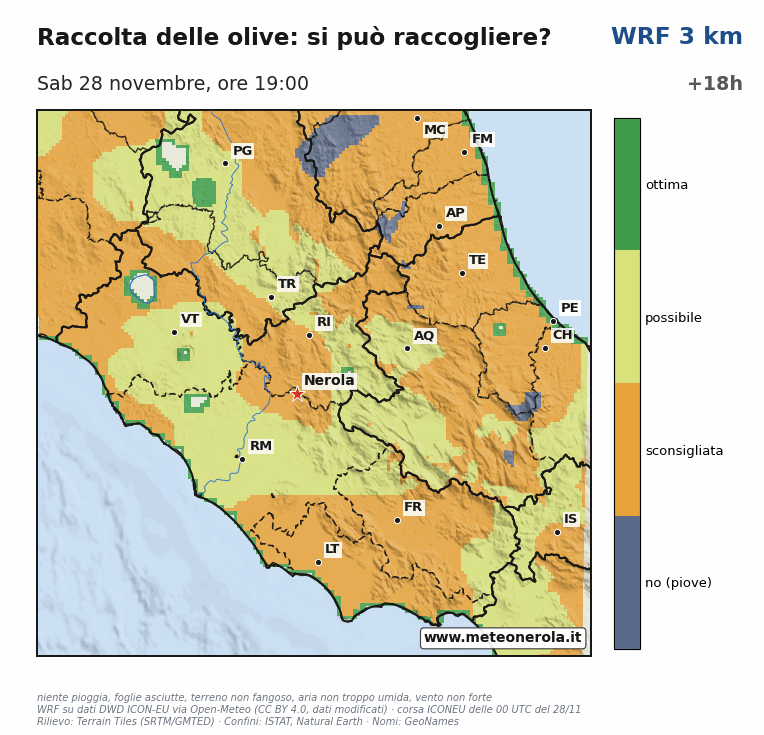 Raccolta delle olive: si può raccogliere?
WRF 3 km
Sab 28 novembre, ore 19:00
+18h
MC
FM
PG
AP
TE
TR
PE
VT
RI
AQ
CH
Nerola
RM
FR
IS
LT
www.meteonerola.it
ottima
possibile
sconsigliata
no (piove)
niente pioggia, foglie asciutte, terreno non fangoso, aria non troppo umida, vento non forte
WRF su dati DWD ICON-EU via Open-Meteo (CC BY 4.0, dati modificati) · corsa ICONEU delle 00 UTC del 28/11
Rilievo: Terrain Tiles (SRTM/GMTED) · Confini: ISTAT, Natural Earth · Nomi: GeoNames